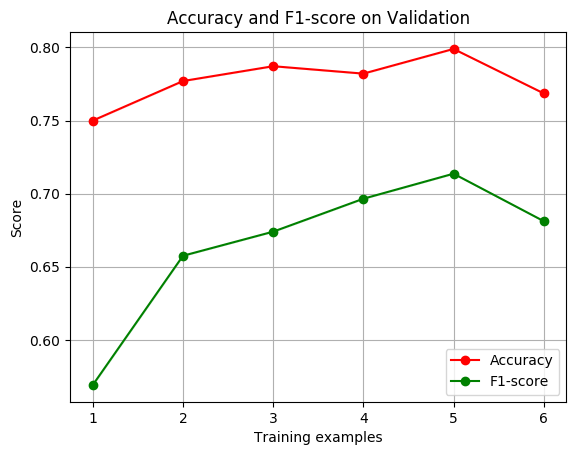 Accuracy and F1-score on Validation
Score
0.80
0.75
0.70
0.65
0.60
Accuracy
F1-score
1 2 3 4 5 6
Training examples